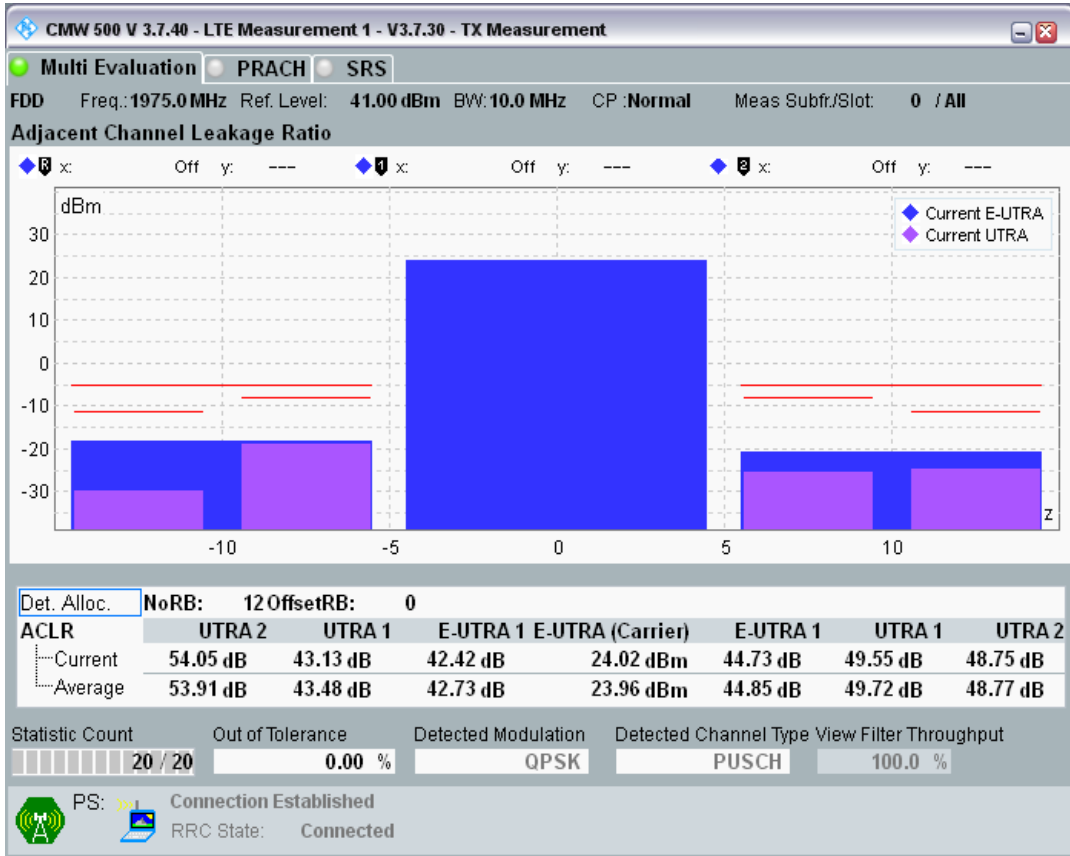 CMW 500 V 3.7.40 - LTE Measurement 1 - V3.7.30 - TX Measurement
Multi Evaluation PRACH SRS
FDD Freq.: 1975.0 MHz Ref. Level: 41.00 dBm BW: 10.0 MHz CP :Normal Meas Subfr./Slot: 0 / All
Adjacent Channel Leakage Ratio
R x: Off y: --- 1 x: Off y: --- 2 x: Off y: ---
dBm
Current E-UTRA
Current UTRA
30
20
10
0
-10
-20
-30
z
-10 -5 0 5 10
Det. Alloc. NoRB: 12 OffsetRB: 0
ACLR UTRA 2 UTRA 1 E-UTRA 1 E-UTRA (Carrier) E-UTRA 1 UTRA 1 UTRA 2
Current 54.05 dB 43.13 dB 42.42 dB 24.02 dBm 44.73 dB 49.55 dB 48.75 dB
Average 53.91 dB 43.48 dB 42.73 dB 23.96 dBm 44.85 dB 49.72 dB 48.77 dB
Statistic Count Out of Tolerance Detected Modulation Detected Channel Type View Filter Throughput
20 / 20 0.00 % QPSK PUSCH 100.0 %
PS: Connection Established
RRC State: Connected